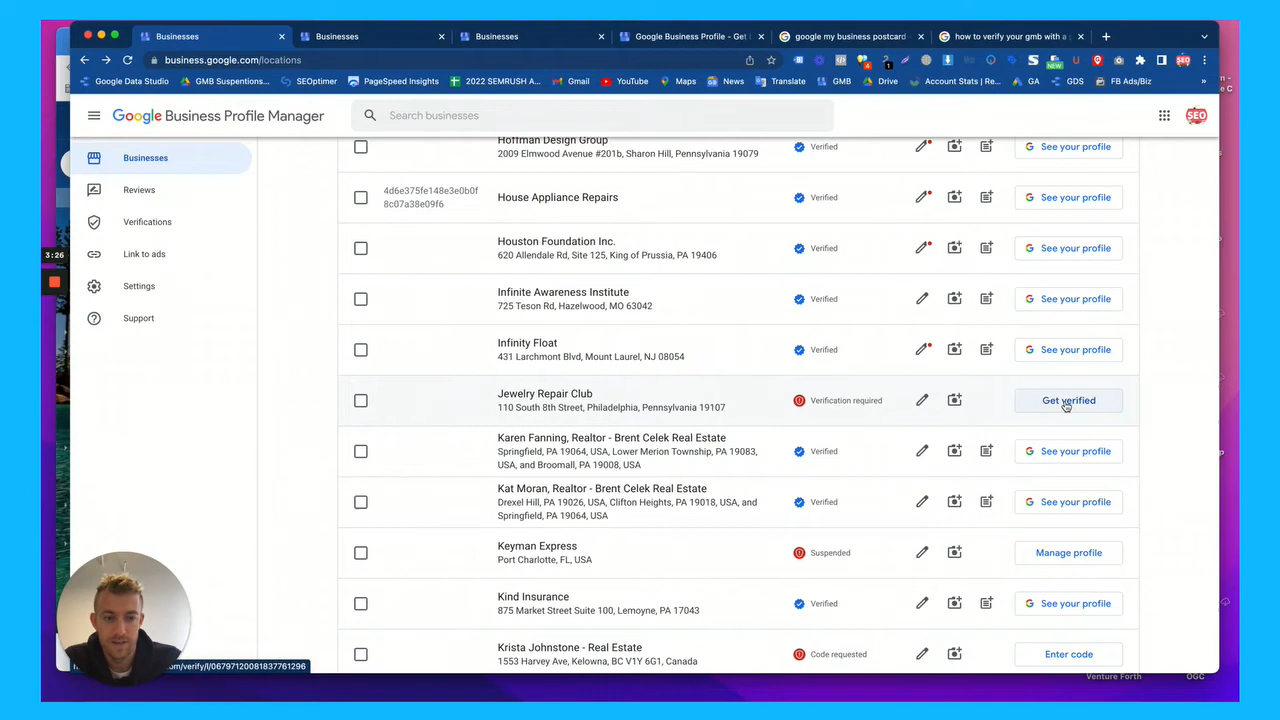 Businesses
Businesses
Businesses
Google Business Profile - Get L
google my business postcard
how to verify your gmb with a p
business.google.com/locations
Google Data Studio
GMB Suspention...
SEOptimer
PageSpeed Insights
2022 SEMRUSH A...
Gmail
YouTube
Maps
News
Translate
GMB
Drive
Account Stats | Re...
GA
GDS
FB Ads/Biz
»
Google Business Profile Manager
Search businesses
SEO
Businesses
Reviews
Verifications
Link to ads
Settings
Support
3:26
Hoffman Design Group
2009 Elmwood Avenue #201b, Sharon Hill, Pennsylvania 19079
Verified
See your profile
4d6e375fe148e3e0b0f
8c07a38e09f6
House Appliance Repairs
Verified
See your profile
Houston Foundation Inc.
620 Allendale Rd, Site 125, King of Prussia, PA 19406
Verified
See your profile
Infinite Awareness Institute
725 Teson Rd, Hazelwood, MO 63042
Verified
See your profile
Infinity Float
431 Larchmont Blvd, Mount Laurel, NJ 08054
Verified
See your profile
Jewelry Repair Club
110 South 8th Street, Philadelphia, Pennsylvania 19107
Verification required
Get verified
Karen Fanning, Realtor - Brent Celek Real Estate
Springfield, PA 19064, USA, Lower Merion Township, PA 19083,
USA, and Broomall, PA 19008, USA
Verified
See your profile
Kat Moran, Realtor - Brent Celek Real Estate
Drexel Hill, PA 19026, USA, Clifton Heights, PA 19018, USA, and
Springfield, PA 19064, USA
Verified
See your profile
Keyman Express
Port Charlotte, FL, USA
Suspended
Manage profile
Kind Insurance
875 Market Street Suite 100, Lemoyne, PA 17043
Verified
See your profile
Krista Johnstone - Real Estate
1553 Harvey Ave, Kelowna, BC V1Y 6G1, Canada
Code requested
Enter code
com/verify/l/06797120081837761296
Venture Forth
OGC